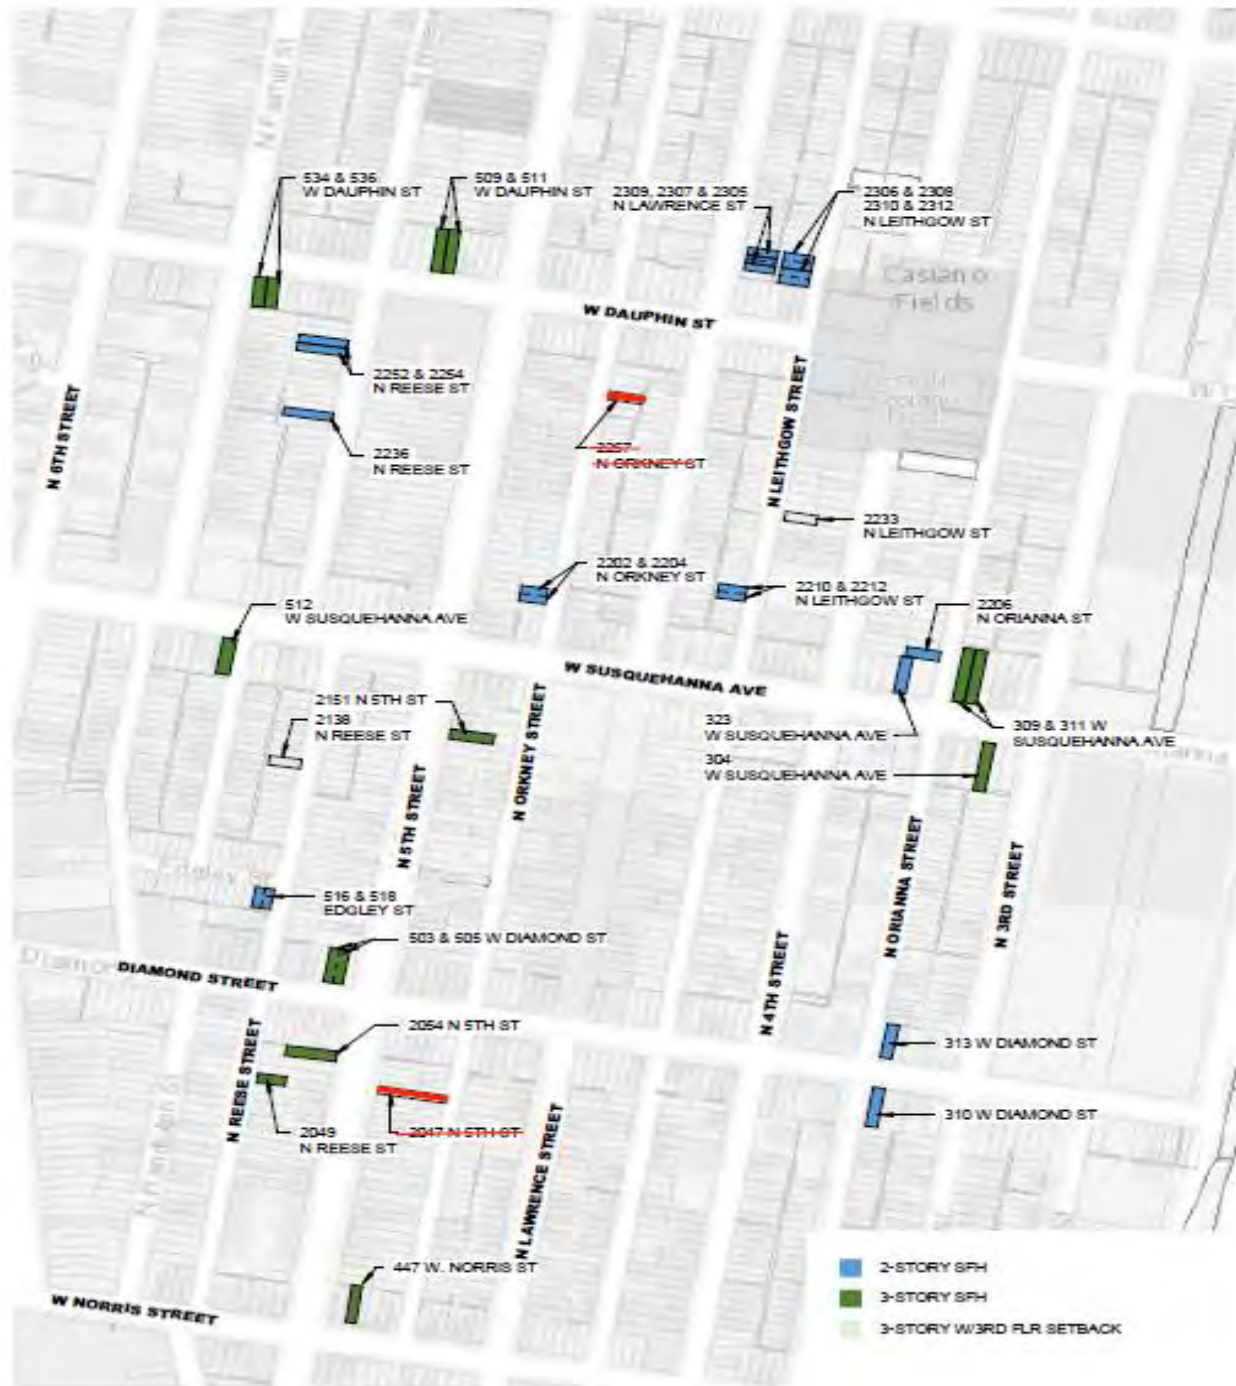 534 & 536
W DAUPHIN ST
509 & 511
W DAUPHIN ST
2309, 2307 & 2305
N LAWRENCE ST
2306 & 2308
2310 & 2312
N LEITHGOW ST
Casiano
Fields
W DAUPHIN ST
2252 & 2254
N REESE ST
2236
N REESE ST
2257
N ORKNEY ST
N 6TH STREET
N LEITHGOW STREET
2233
N LEITHGOW ST
2202 & 2204
N ORKNEY ST
2210 & 2212
N LEITHGOW ST
2206
N ORIANNA ST
512
W SUSQUEHANNA AVE
W SUSQUEHANNA AVE
2151 N 5TH ST
2138
N REESE ST
323
W SUSQUEHANNA AVE
309 & 311 W
SUSQUEHANNA AVE
304
W SUSQUEHANNA AVE
N ORKNEY STREET
N 5TH STREET
N ORIANNA STREET
N 3RD STREET
516 & 518
EDGLEY ST
503 & 505 W DIAMOND ST
DIAMOND STREET
N 4TH STREET
2054 N 5TH ST
313 W DIAMOND ST
N REESE STREET
2049
N REESE ST
2047 N 5TH ST
310 W DIAMOND ST
N LAWRENCE STREET
447 W. NORRIS ST
W NORRIS STREET
2-STORY SFH
3-STORY SFH
3-STORY W/3RD FLR SETBACK